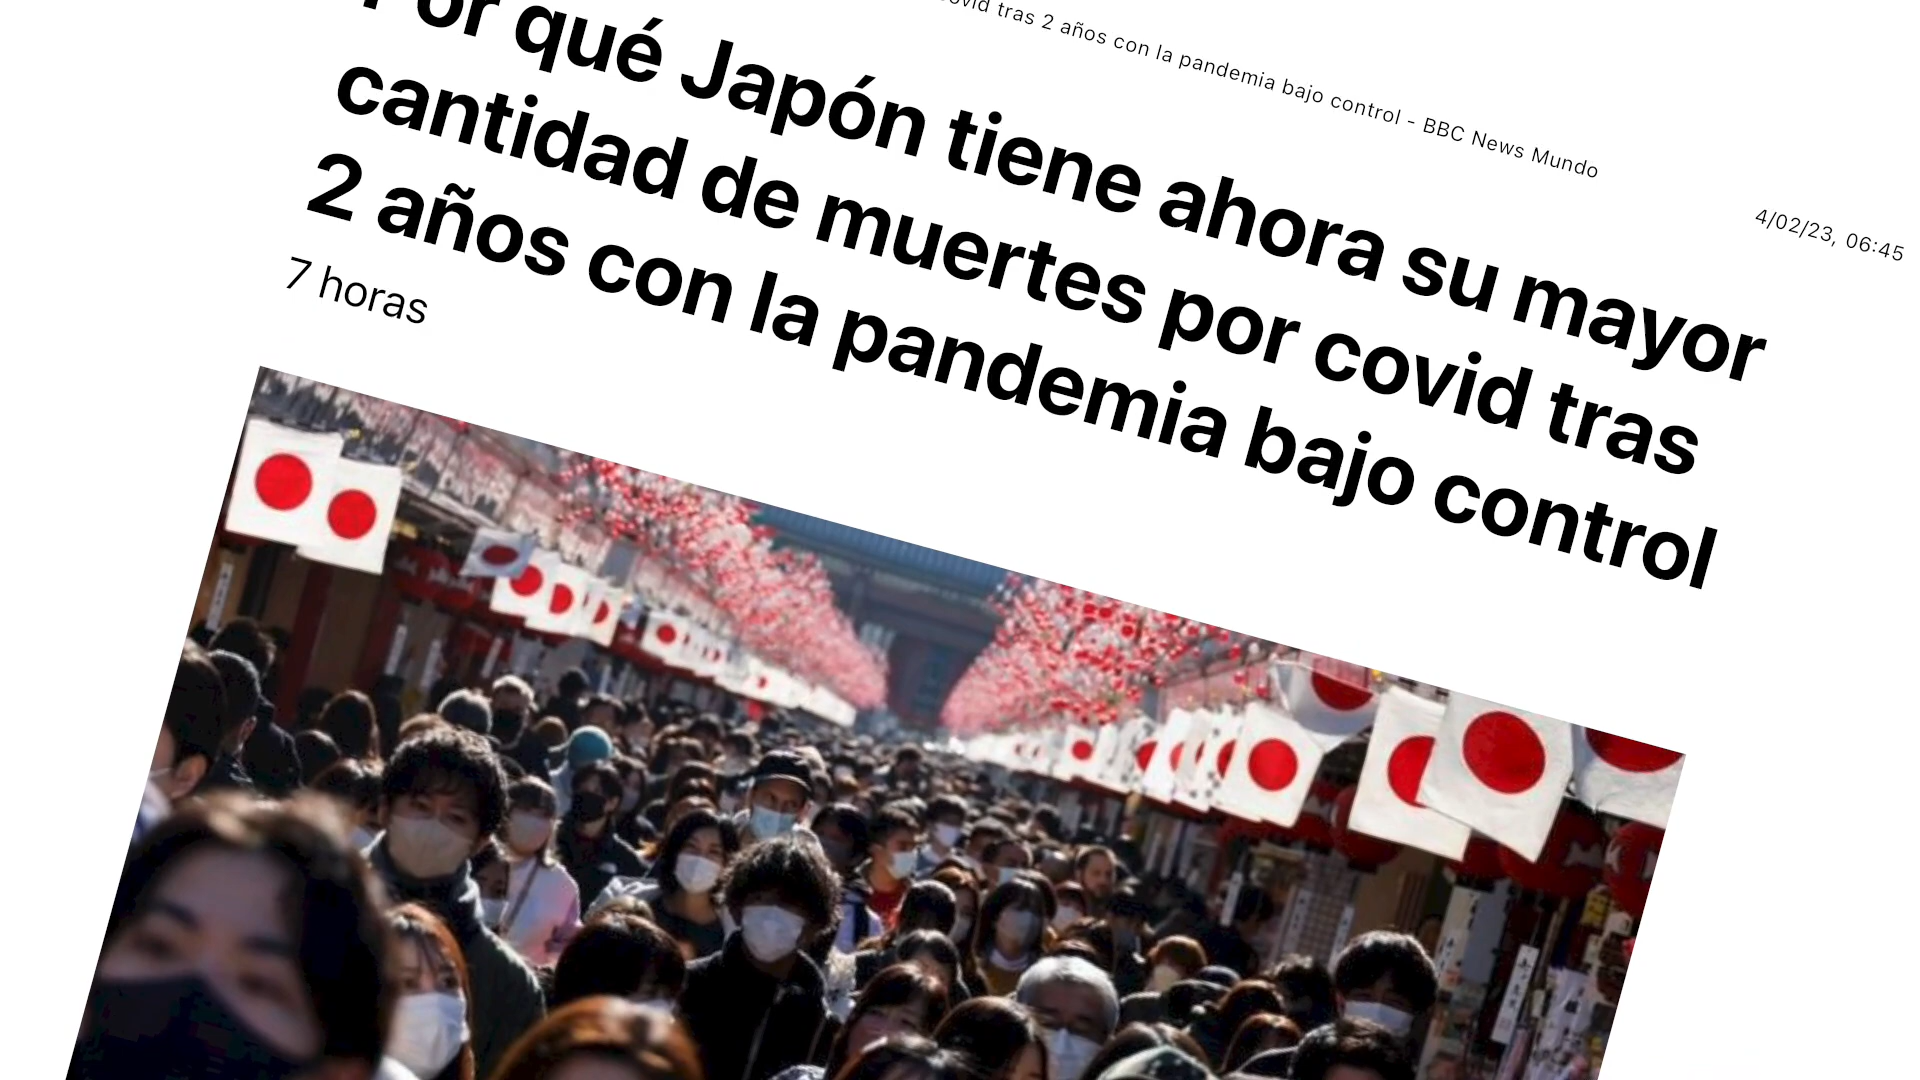 ovid tras 2 años con la pandemia bajo control - BBC News Mundo
4/02/23, 06:45
Por qué Japón tiene ahora su mayor
cantidad de muertes por covid tras
2 años con la pandemia bajo control
7 horas